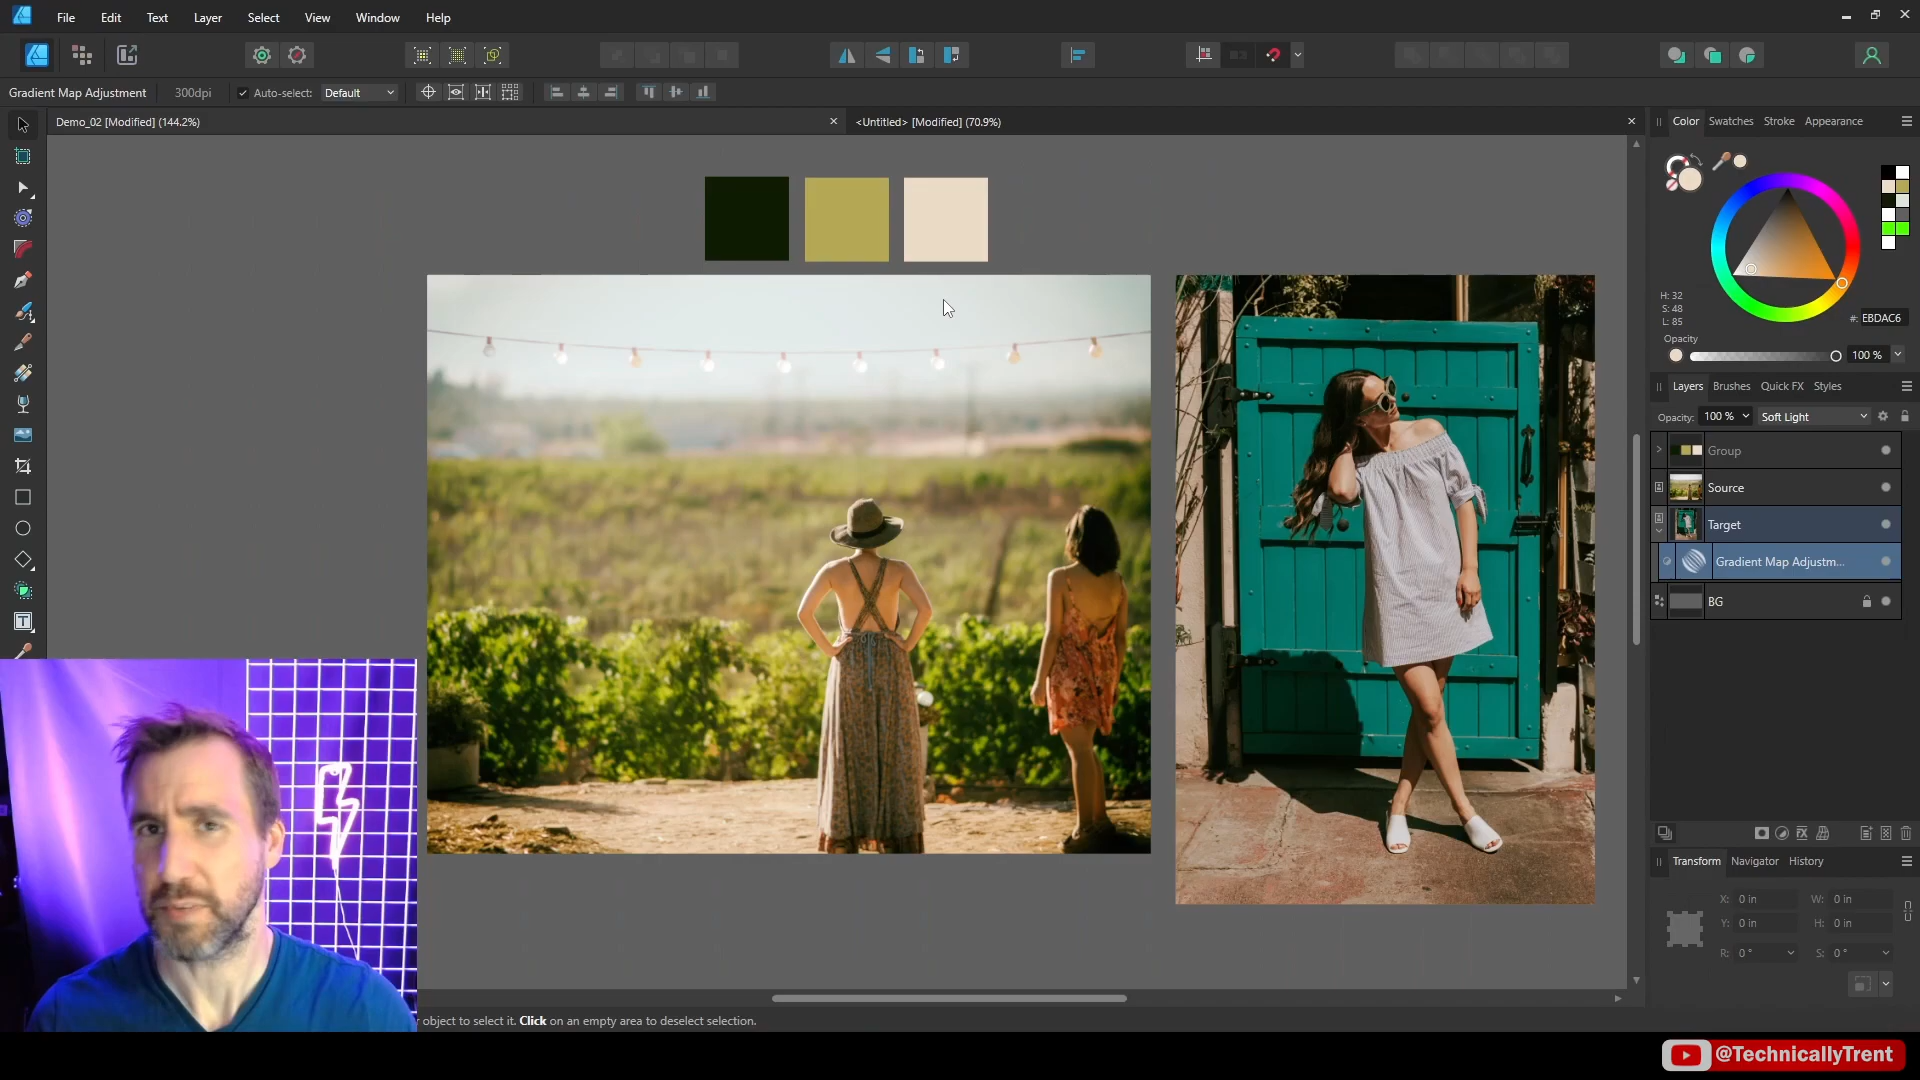 File Edit Text Layer Select View Window Help
Gradient Map Adjustment 300dpi Auto-select: Default
Demo_02 [Modified] (144.2%)
<Untitled> [Modified] (70.9%)
Color Swatches Stroke Appearance
H: 32
S: 48
L: 85
#: EBDAC6
Opacity
100 %
Layers Brushes Quick FX Styles
Opacity: 100 % Soft Light
Group
Source
Target
Gradient Map Adjustm...
BG
Transform Navigator History
X: 0 in W: 0 in
Y: 0 in H: 0 in
R: 0 ° S: 0 °
object to select it. Click on an empty area to deselect selection.
@TechnicallyTrent